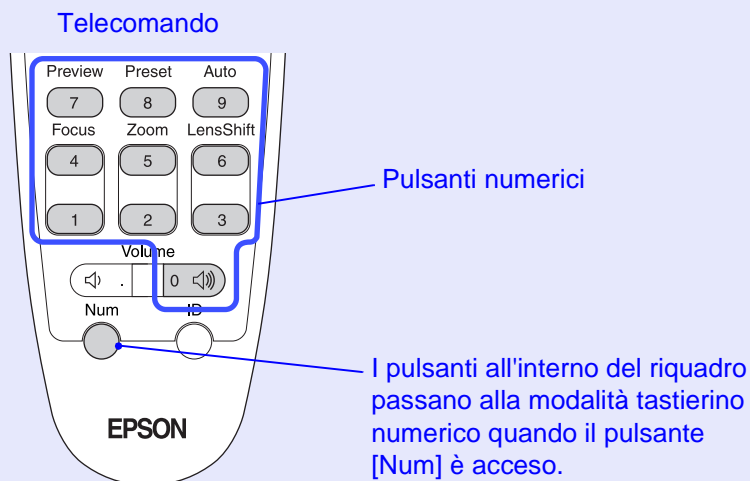 Telecomando
Preview Preset Auto
7 8 9
Focus Zoom LensShift
4 5 6
Pulsanti numerici
1 2 3
Volume
. 0
Num ID
I pulsanti all'interno del riquadro
passano alla modalità tastierino
numerico quando il pulsante
[Num] è acceso.
EPSON